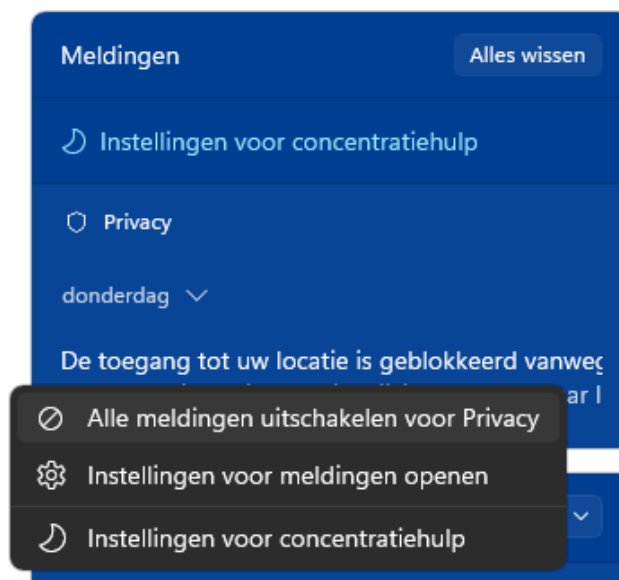 Meldingen
Alles wissen
Instellingen voor concentratiehulp
Privacy
donderdag
De toegang tot uw locatie is geblokkeerd
Alle meldingen uitschakelen voor Privacy
Instellingen voor meldingen openen
Instellingen voor concentratiehulp